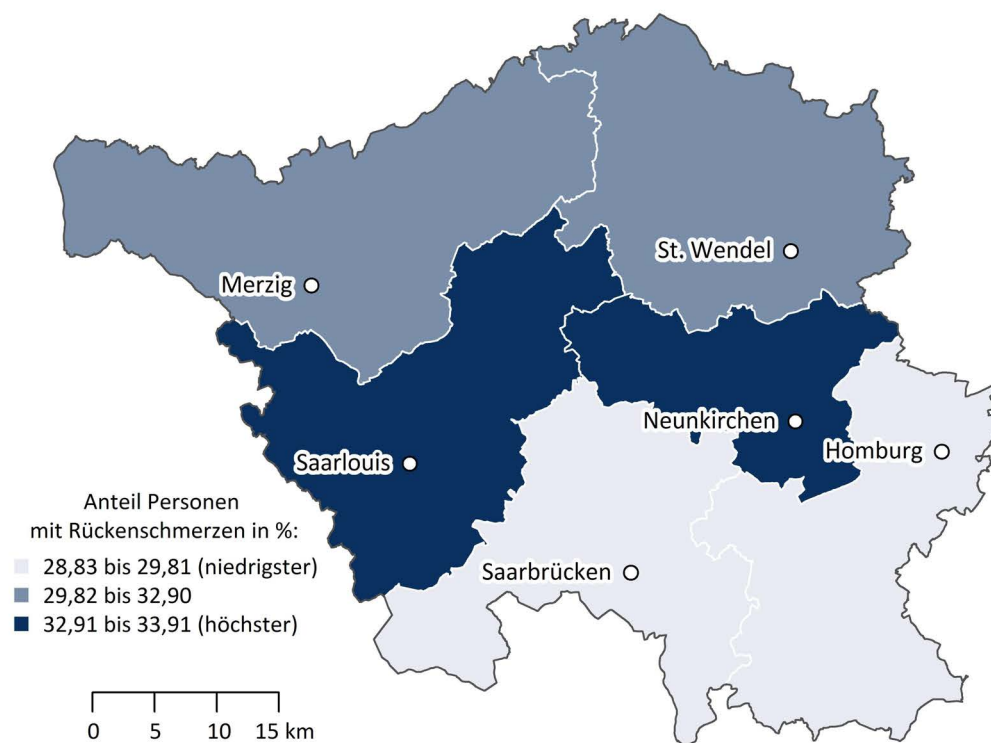 St. Wendel
Merzig
Neunkirchen
Homburg
Saarlouis
Saarbrücken
Anteil Personen
mit Rückenschmerzen in %:
28,83 bis 29,81 (niedrigster)
29,82 bis 32,90
32,91 bis 33,91 (höchster)
0 5 10 15 km